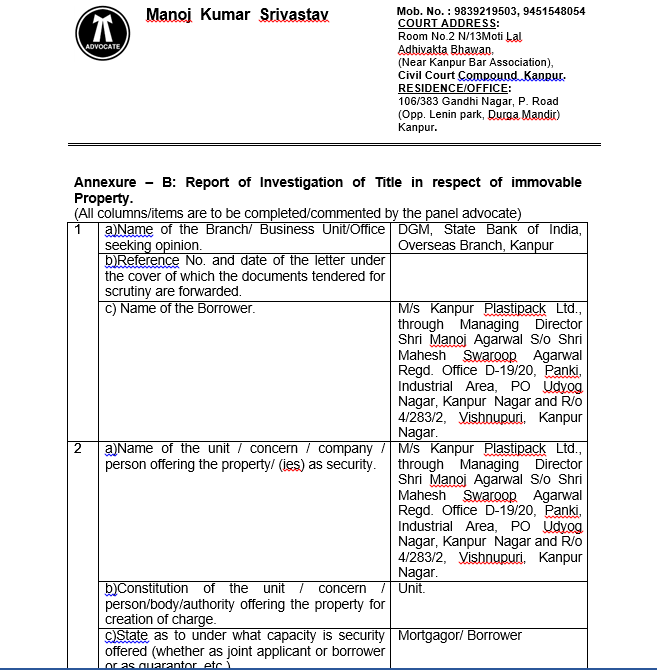 ADVOCATE
Manoj Kumar Srivastav
Mob. No. : 9839219503, 9451548054
COURT ADDRESS:
Room No.2 N/13Moti Lal
Adhivakta Bhawan,
(Near Kanpur Bar Association),
Civil Court Compound Kanpur.
RESIDENCE/OFFICE:
106/383 Gandhi Nagar, P. Road
(Opp. Lenin park, Durga Mandir)
Kanpur.
Annexure – B: Report of Investigation of Title in respect of immovable
Property.
(All columns/items are to be completed/commented by the panel advocate)
1
a)Name of the Branch/ Business Unit/Office
seeking opinion.
DGM, State Bank of India,
Overseas Branch, Kanpur
b)Reference No. and date of the letter under
the cover of which the documents tendered for
scrutiny are forwarded.
c) Name of the Borrower.
M/s Kanpur Plastipack Ltd.,
through Managing Director
Shri Manoj Agarwal S/o Shri
Mahesh Swaroop Agarwal
Regd. Office D-19/20, Panki,
Industrial Area, PO Udyog
Nagar, Kanpur Nagar and R/o
4/283/2, Vishnupuri, Kanpur
Nagar.
2
a)Name of the unit / concern / company /
person offering the property/ (ies) as security.
M/s Kanpur Plastipack Ltd.,
through Managing Director
Shri Manoj Agarwal S/o Shri
Mahesh Swaroop Agarwal
Regd. Office D-19/20, Panki,
Industrial Area, PO Udyog
Nagar, Kanpur Nagar and R/o
4/283/2, Vishnupuri, Kanpur
Nagar.
b)Constitution of the unit / concern /
person/body/authority offering the property for
creation of charge.
Unit.
c)State as to under what capacity is security
offered (whether as joint applicant or borrower
or as guarantor, etc.)
Mortgagor/ Borrower